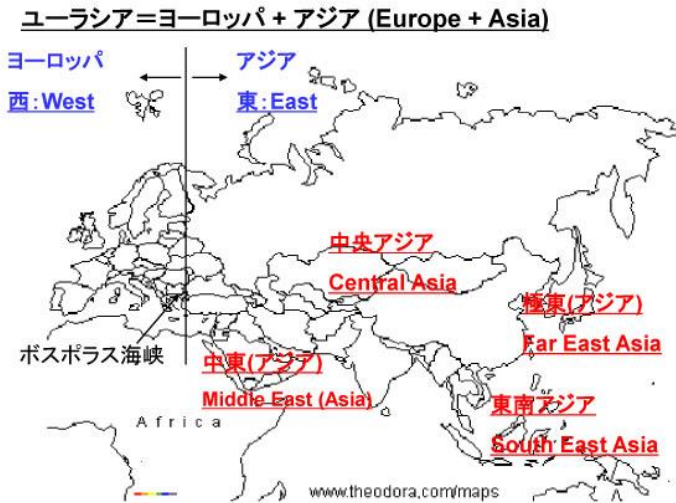 ユーラシア＝ヨーロッパ + アジア (Europe + Asia)
ヨーロッパ
西：West
アジア
東：East
中央アジア
Central Asia
極東(アジア)
Far East Asia
ボスポラス海峡
中東(アジア)
Middle East (Asia)
東南アジア
South East Asia
Africa
www.theodora.com/maps